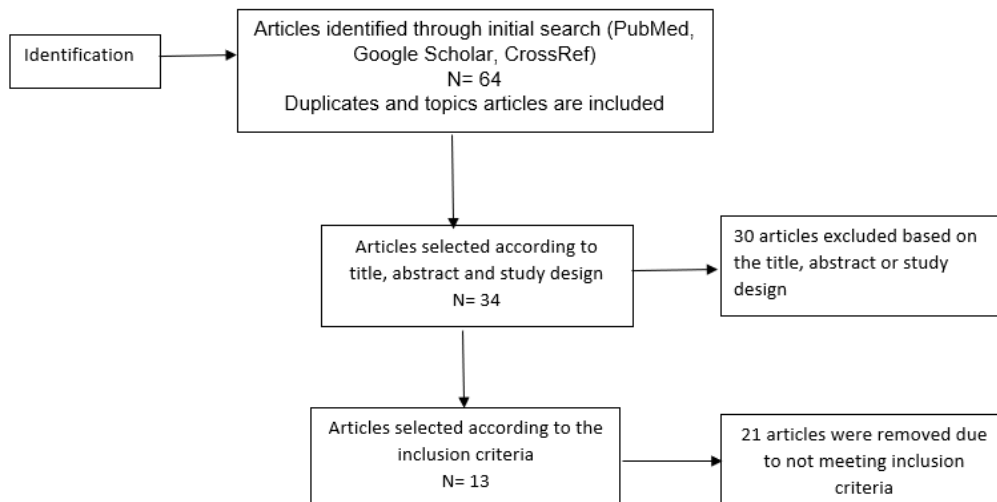 Identification
Articles identified through initial search (PubMed,
Google Scholar, CrossRef)
N= 64
Duplicates and topics articles are included
Articles selected according to
title, abstract and study design
N= 34
30 articles excluded based on
the title, abstract or study
design
Articles selected according to the
inclusion criteria
N= 13
21 articles were removed due
to not meeting inclusion
criteria